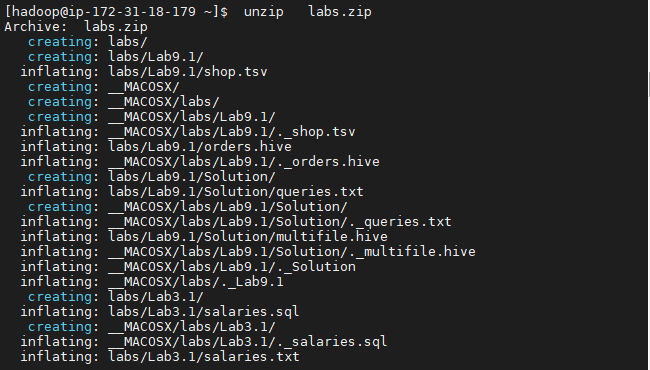 [hadoop@ip-172-31-18-179 ~]$  unzip   labs.zip
Archive:  labs.zip
   creating: labs/
   creating: labs/Lab9.1/
  inflating: labs/Lab9.1/shop.tsv
   creating: __MACOSX/
   creating: __MACOSX/labs/
   creating: __MACOSX/labs/Lab9.1/
  inflating: __MACOSX/labs/Lab9.1/._shop.tsv
  inflating: labs/Lab9.1/orders.hive
  inflating: __MACOSX/labs/Lab9.1/._orders.hive
   creating: labs/Lab9.1/Solution/
  inflating: labs/Lab9.1/Solution/queries.txt
   creating: __MACOSX/labs/Lab9.1/Solution/
  inflating: __MACOSX/labs/Lab9.1/Solution/._queries.txt
  inflating: labs/Lab9.1/Solution/multifile.hive
  inflating: __MACOSX/labs/Lab9.1/Solution/._multifile.hive
  inflating: __MACOSX/labs/Lab9.1/._Solution
  inflating: __MACOSX/labs/._Lab9.1
   creating: labs/Lab3.1/
  inflating: labs/Lab3.1/salaries.sql
   creating: __MACOSX/labs/Lab3.1/
  inflating: __MACOSX/labs/Lab3.1/._salaries.sql
  inflating: labs/Lab3.1/salaries.txt